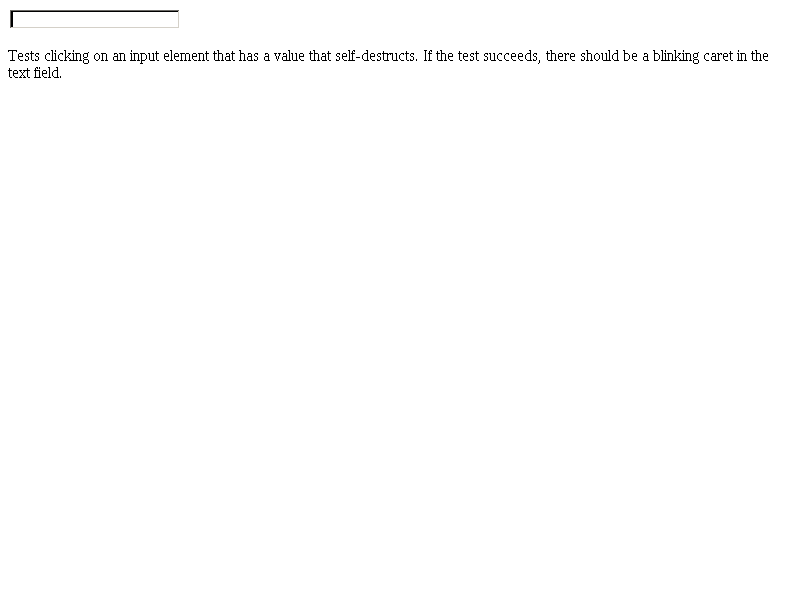 Tests clicking on an input element that has a value that self-destructs. If the test succeeds, there should be a blinking caret in the
text field.